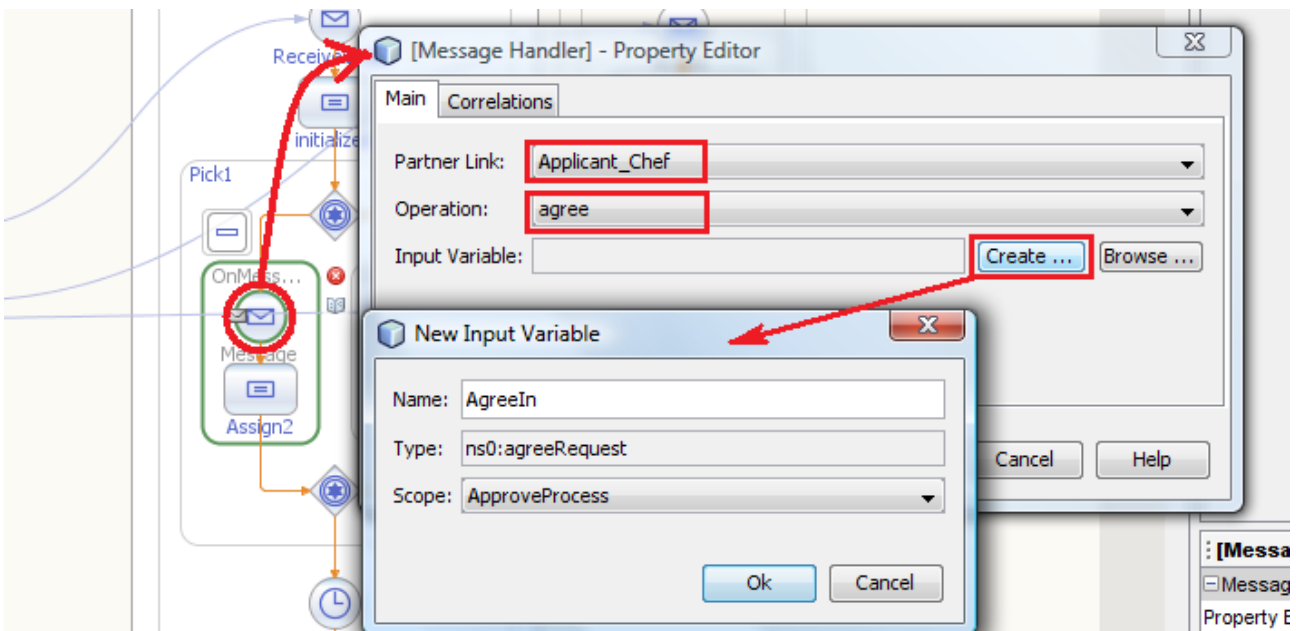 Receive
initialize
Pick1
OnMess...
Message
Assign2
[Message Handler] - Property Editor
Main
Correlations
Partner Link:
Applicant_Chef
Operation:
agree
Input Variable:
Create ...
Browse ...
Cancel
Help
New Input Variable
Name:
AgreeIn
Type:
ns0:agreeRequest
Scope:
ApproveProcess
Ok
Cancel
[Messa
Messag
Property E